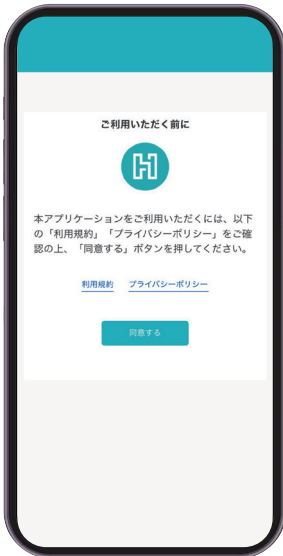 ご利用いただく前に
本アプリケーションをご利用いただくには、以下
の「利用規約」「プライバシーポリシー」をご確
認の上、「同意する」ボタンを押してください。
利用規約 プライバシーポリシー
同意する